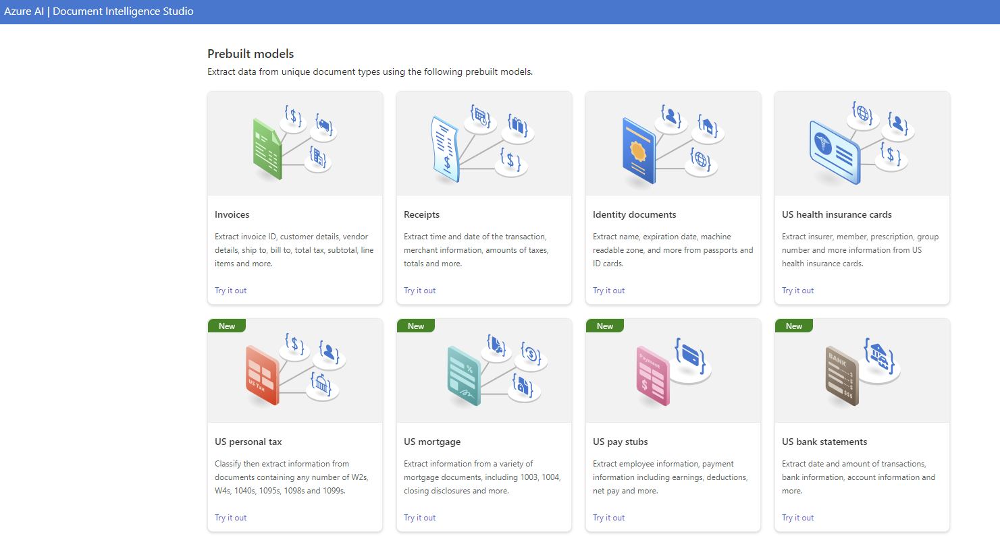 Azure AI | Document Intelligence Studio
Prebuilt models
Extract data from unique document types using the following prebuilt models.
Invoices
Extract invoice ID, customer details, vendor
details, ship to, bill to, total tax, subtotal, line
items and more.
Try it out
Receipts
Extract time and date of the transaction,
merchant information, amounts of taxes,
totals and more.
Try it out
Identity documents
Extract name, expiration date, machine
readable zone, and more from passports and
ID cards.
Try it out
US health insurance cards
Extract insurer, member, prescription, group
number and more information from US
health insurance cards.
Try it out
New
US Tax
US personal tax
Classify then extract information from
documents containing any number of W2s,
W4s, 1040s, 1095s, 1098s and 1099s.
Try it out
New
%
US mortgage
Extract information from a variety of
mortgage documents, including 1003, 1004,
closing disclosures and more.
Try it out
New
Payment
$
US pay stubs
Extract employee information, payment
information including earnings, deductions,
net pay and more.
Try it out
New
BANK
$
$
$
$$$
US bank statements
Extract date and amount of transactions,
bank information, account information and
more.
Try it out